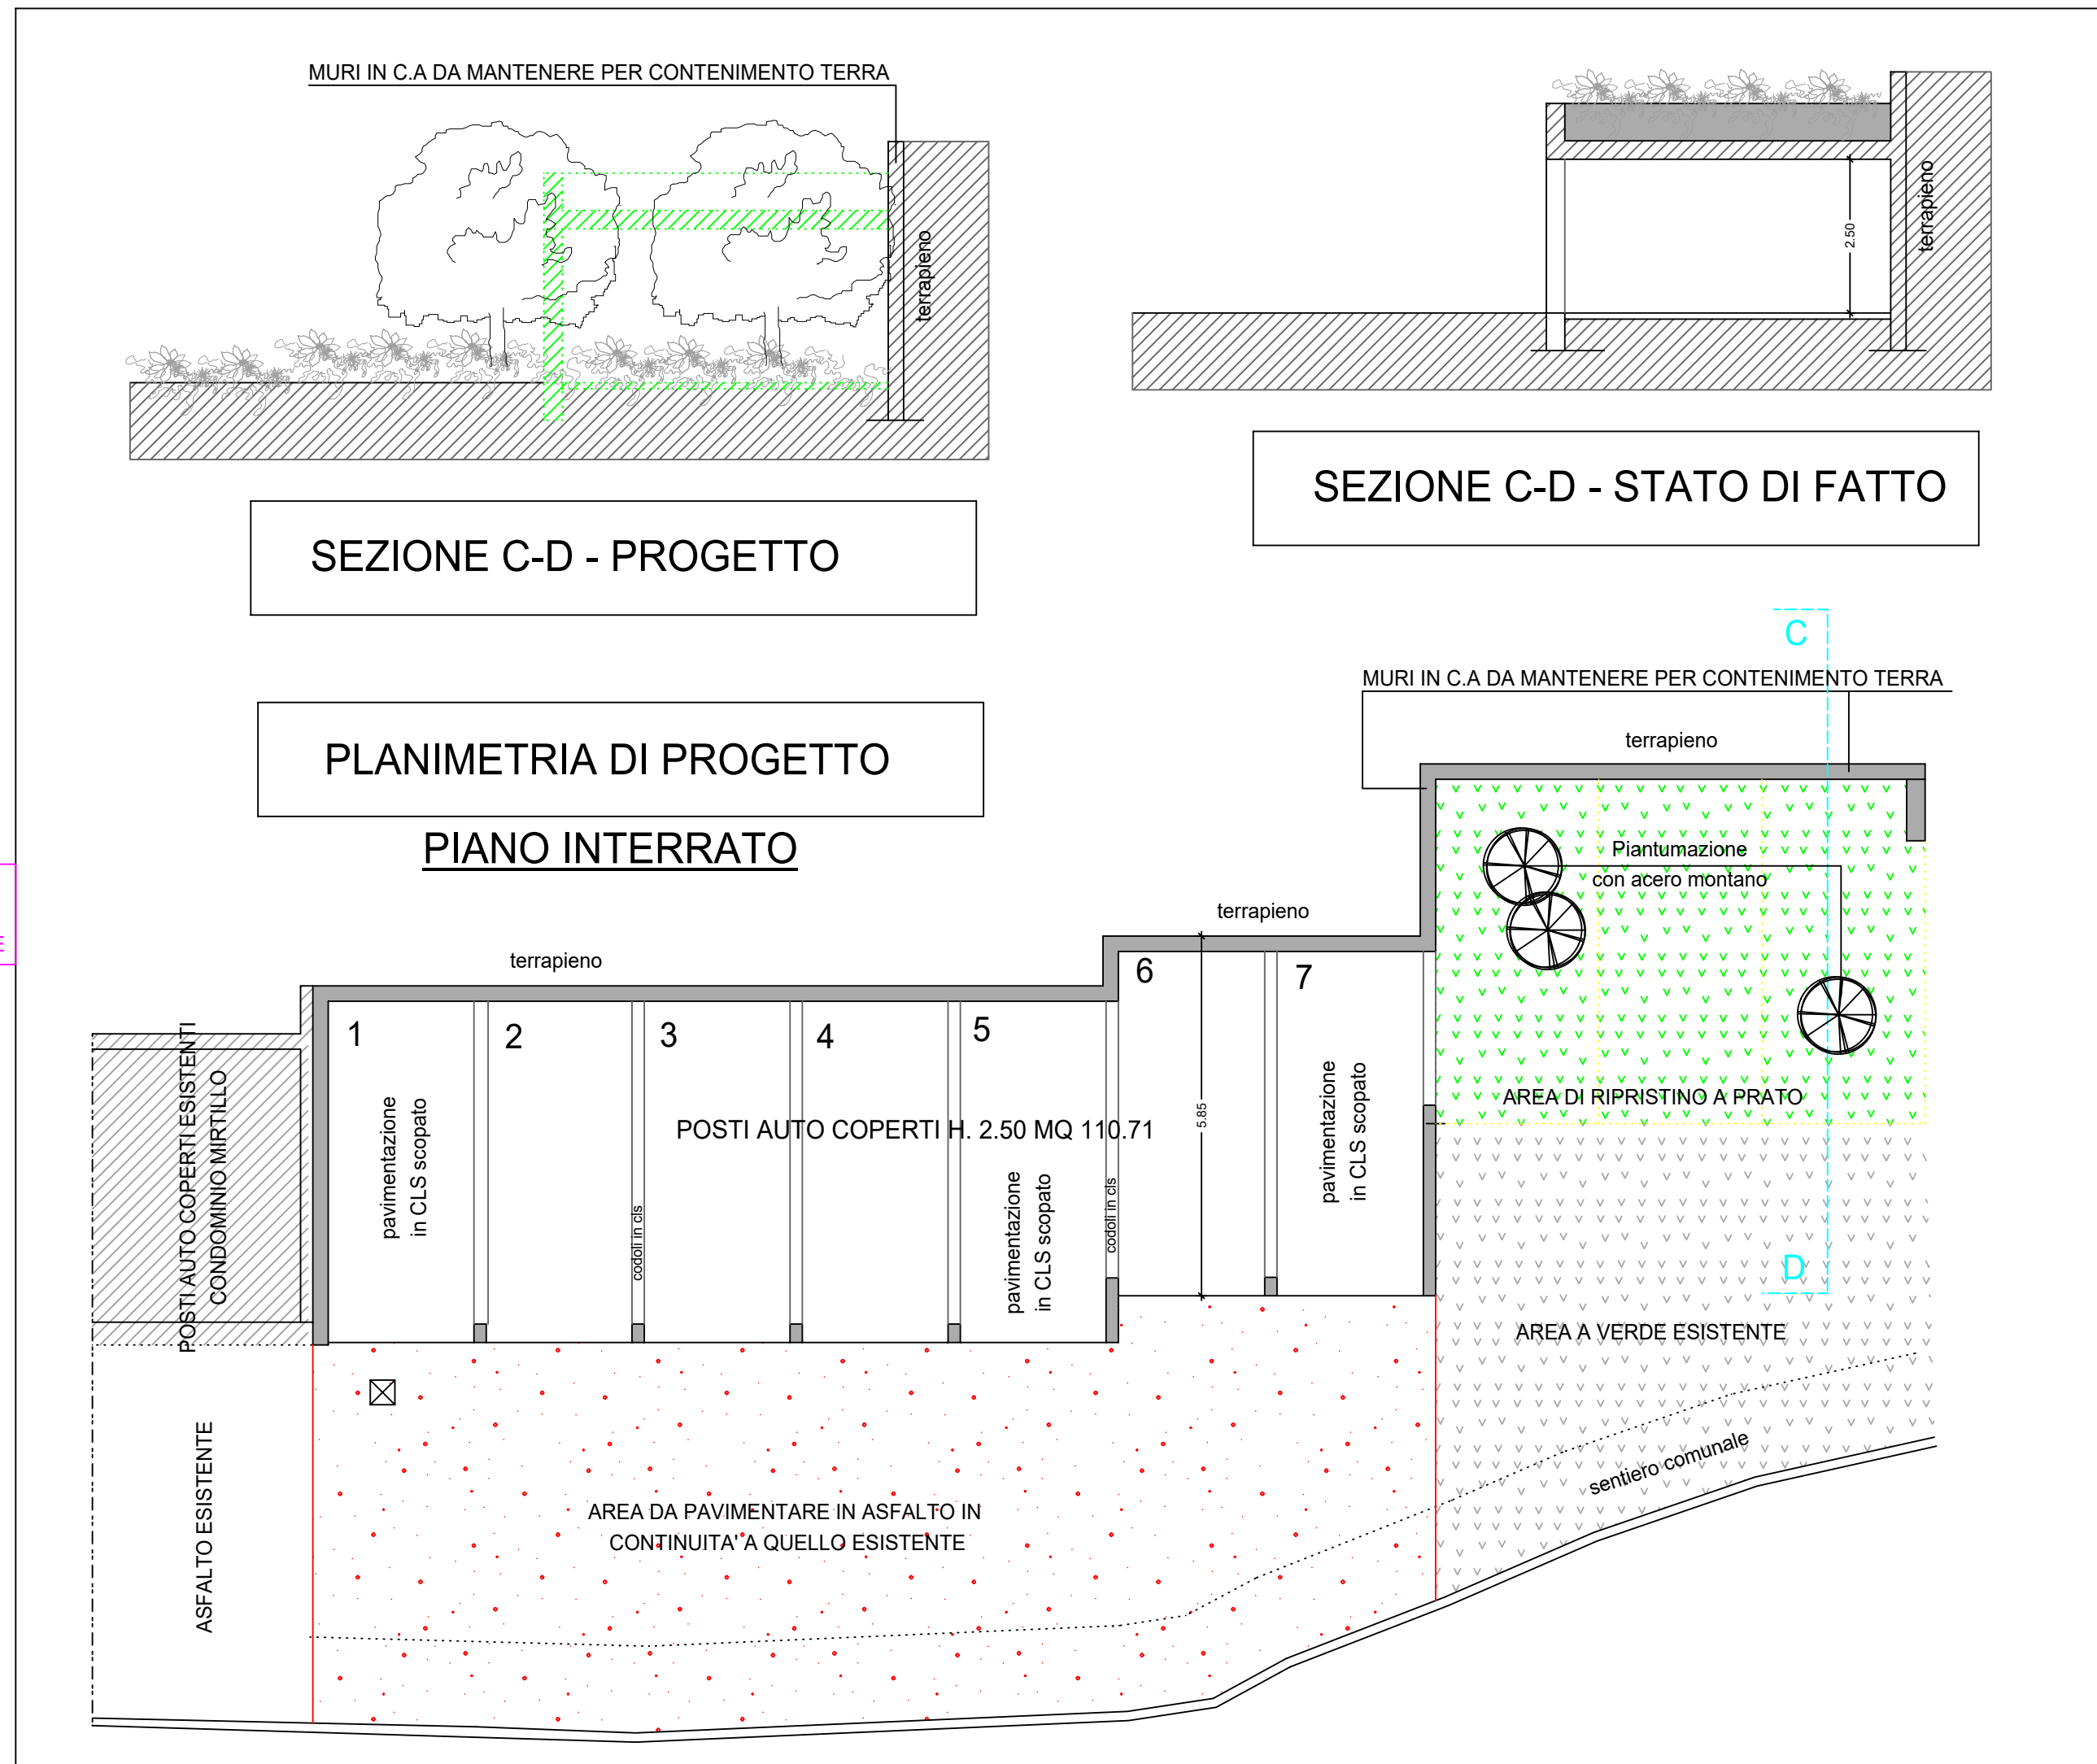 MURI IN C.A DA MANTENERE PER CONTENIMENTO TERRA
terrapieno
SEZIONE C-D - PROGETTO
2.50
terrapieno
SEZIONE C-D - STATO DI FATTO
PLANIMETRIA DI PROGETTO
PIANO INTERRATO
C
MURI IN C.A DA MANTENERE PER CONTENIMENTO TERRA
terrapieno
Piantumazione
con acero montano
terrapieno
terrapieno
6
7
1
2
3
4
5
POSTI AUTO COPERTI ESISTENTI
CONDOMINIO MIRTILLO
pavimentazione
in CLS scopato
POSTI AUTO COPERTI H. 2.50 MQ 110.71
5.85
codoli in cls
pavimentazione
in CLS scopato
codoli in cls
pavimentazione
in CLS scopato
AREA DI RIPRISTINO A PRATO
D
AREA A VERDE ESISTENTE
sentiero comunale
ASFALTO ESISTENTE
AREA DA PAVIMENTARE IN ASFALTO IN
CONTINUITA' A QUELLO ESISTENTE